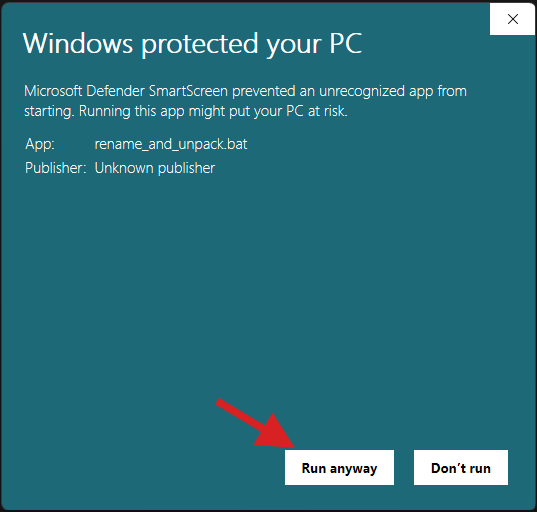 Windows protected your PC
Microsoft Defender SmartScreen prevented an unrecognized app from
starting. Running this app might put your PC at risk.
App: rename_and_unpack.bat
Publisher: Unknown publisher
Run anyway Don’t run